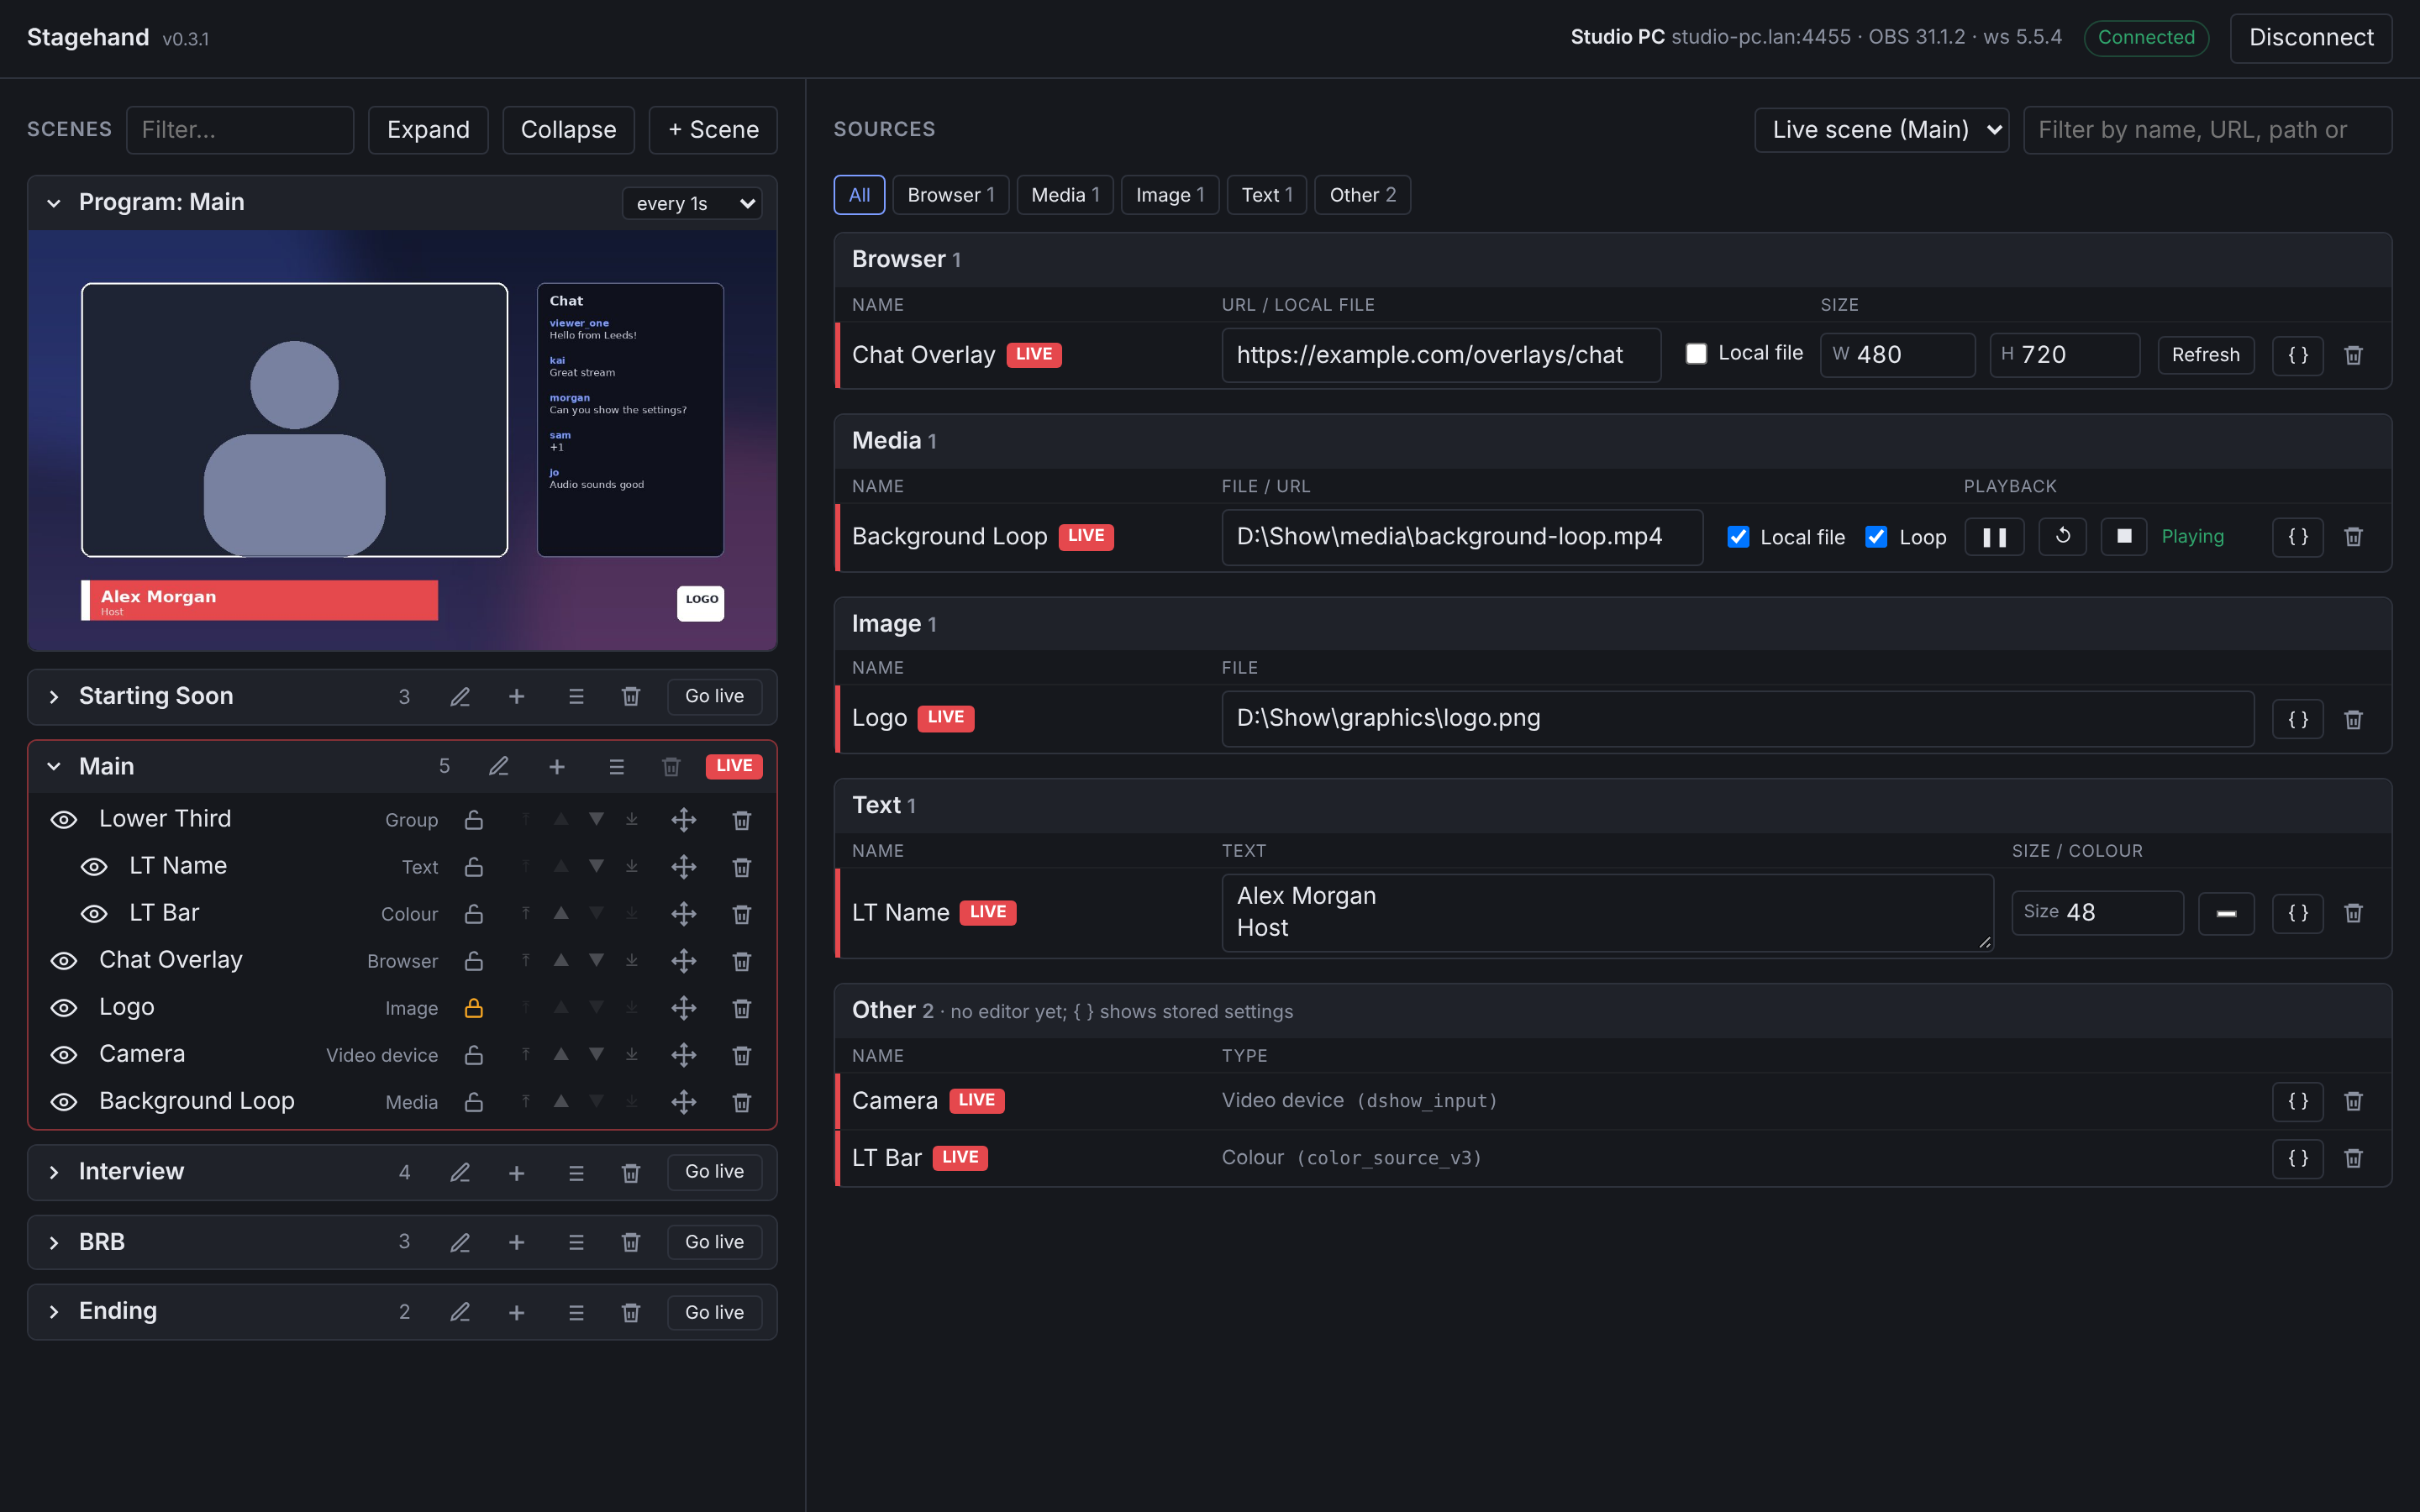 Stagehand v0.3.1
Studio PC studio-pc.lan:4455 · OBS 31.1.2 · ws 5.5.4 Connected Disconnect
SCENES Filter... Expand Collapse + Scene
Program: Main every 1s
Chat
viewer_one
Hello from Leeds!
kai
Great stream
morgan
Can you show the settings?
sam
+1
jo
Audio sounds good
Alex Morgan
Host
LOGO
Starting Soon 3 Go live
Main 5 LIVE
Lower Third Group
LT Name Text
LT Bar Colour
Chat Overlay Browser
Logo Image
Camera Video device
Background Loop Media
Interview 4 Go live
BRB 3 Go live
Ending 2 Go live
SOURCES Live scene (Main) Filter by name, URL, path or
All Browser 1 Media 1 Image 1 Text 1 Other 2
Browser 1
NAME URL / LOCAL FILE SIZE
Chat Overlay LIVE https://example.com/overlays/chat Local file W 480 H 720 Refresh { }
Media 1
NAME FILE / URL PLAYBACK
Background Loop LIVE D:\Show\media\background-loop.mp4 Local file Loop Playing { }
Image 1
NAME FILE
Logo LIVE D:\Show\graphics\logo.png { }
Text 1
NAME TEXT SIZE / COLOUR
LT Name LIVE Alex Morgan Size 48 { }
Host
Other 2 · no editor yet; { } shows stored settings
NAME TYPE
Camera LIVE Video device (dshow_input) { }
LT Bar LIVE Colour (color_source_v3) { }